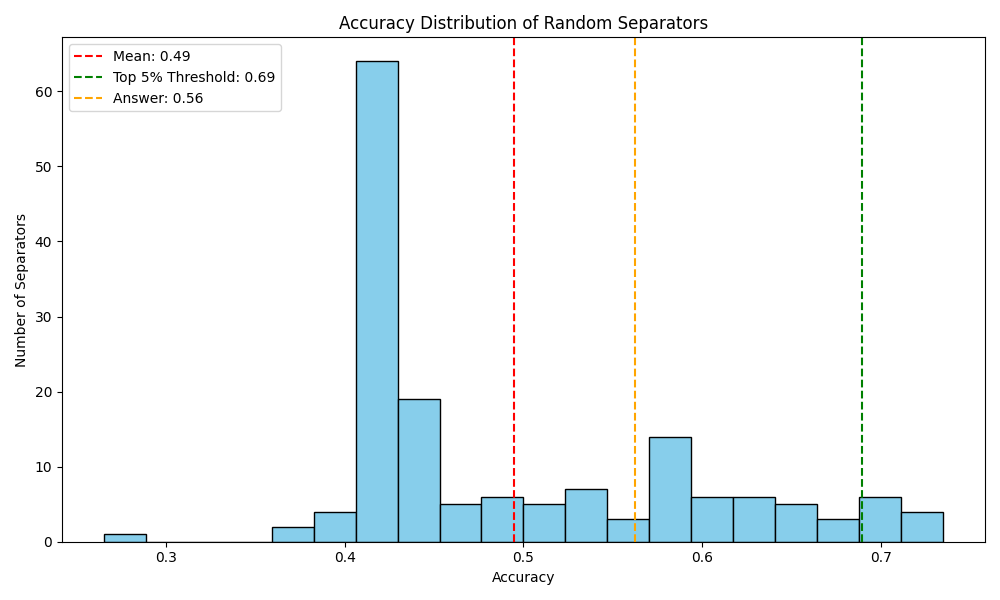 Accuracy Distribution of Random Separators
Mean: 0.49
Top 5% Threshold: 0.69
Answer: 0.56
Number of Separators
60
50
40
30
20
10
0
0.3 0.4 0.5 0.6 0.7
Accuracy